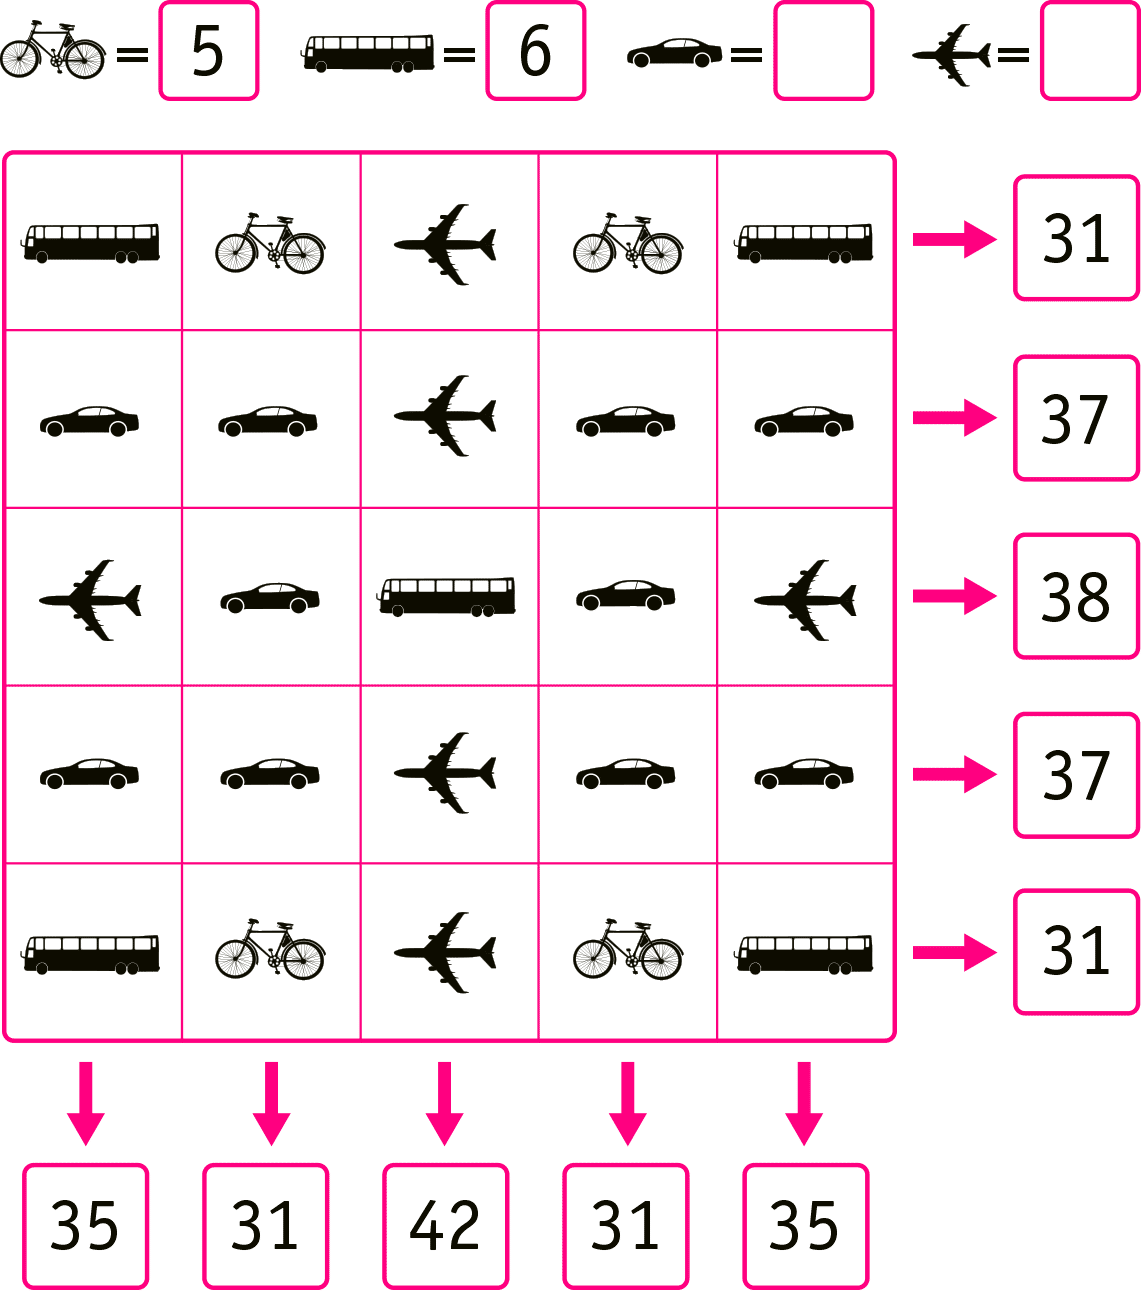 = 5 = 6 = =
31
37
38
37
31
35 31 42 31 35